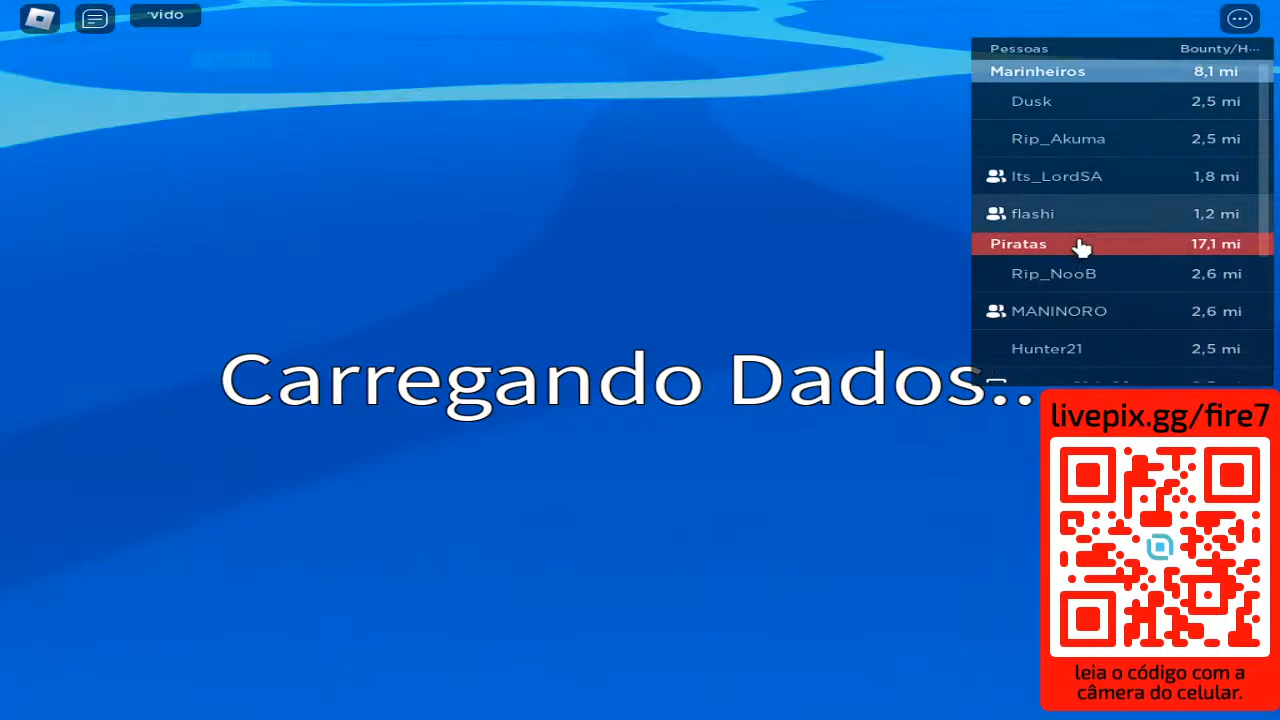 vido
Pessoas Bounty/H...
Marinheiros 8,1 mi
Dusk 2,5 mi
Rip_Akuma 2,5 mi
Its_LordSA 1,8 mi
flashi 1,2 mi
Piratas 17,1 mi
Rip_NooB 2,6 mi
MANINORO 2,6 mi
Hunter21 2,5 mi
Carregando Dados..
livepix.gg/fire7
leia o código com a
câmera do celular.